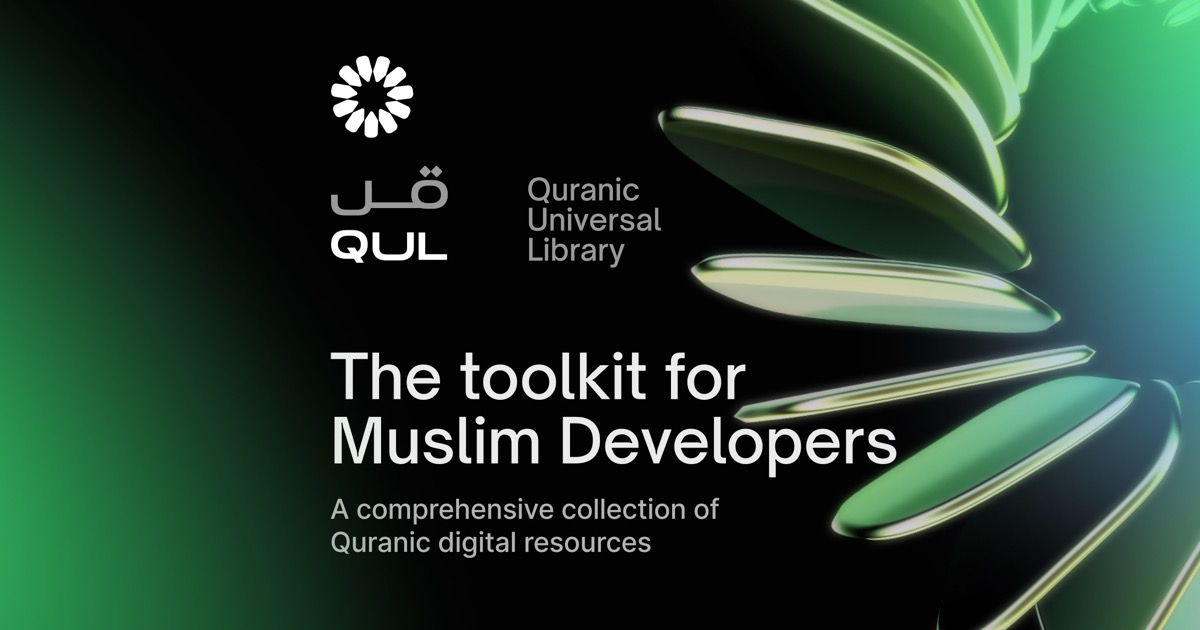 قل
QUL
Quranic
Universal
Library
The toolkit for
Muslim Developers
A comprehensive collection of
Quranic digital resources